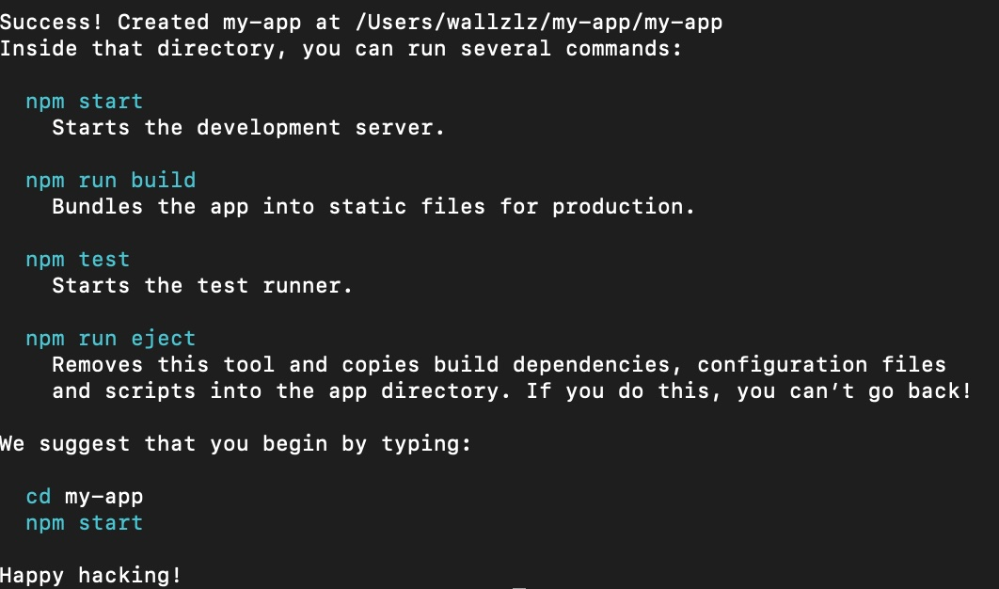 Success! Created my-app at /Users/wallzlz/my-app/my-app
Inside that directory, you can run several commands:

  npm start
    Starts the development server.

  npm run build
    Bundles the app into static files for production.

  npm test
    Starts the test runner.

  npm run eject
    Removes this tool and copies build dependencies, configuration files
    and scripts into the app directory. If you do this, you can’t go back!

We suggest that you begin by typing:

  cd my-app
  npm start

Happy hacking!